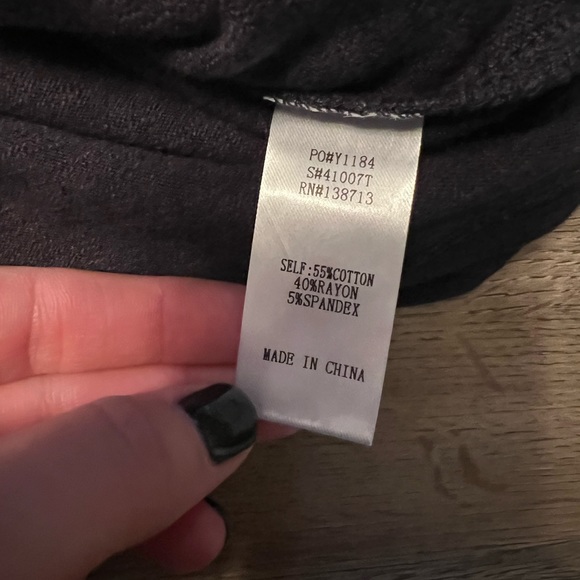 PO#Y1184
S#41007T
RN#138713
SELF:55%COTTON
40%RAYON
5%SPANDEX
MADE IN CHINA